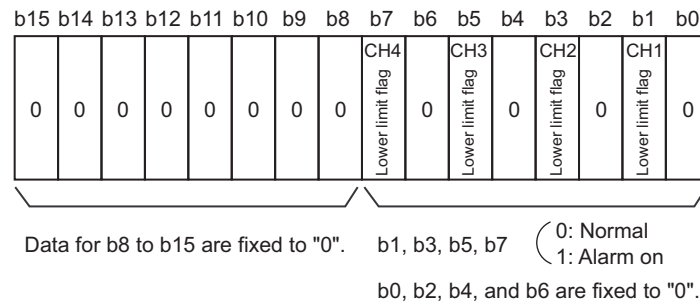 b15 b14 b13 b12 b11 b10 b9 b8 b7 b6 b5 b4 b3 b2 b1 b0
0 0 0 0 0 0 0 0 CH4 Lower limit flag 0 CH3 Lower limit flag 0 CH2 Lower limit flag 0 CH1 Lower limit flag 0
Data for b8 to b15 are fixed to "0".
b1, b3, b5, b7
0: Normal
1: Alarm on
b0, b2, b4, and b6 are fixed to "0".